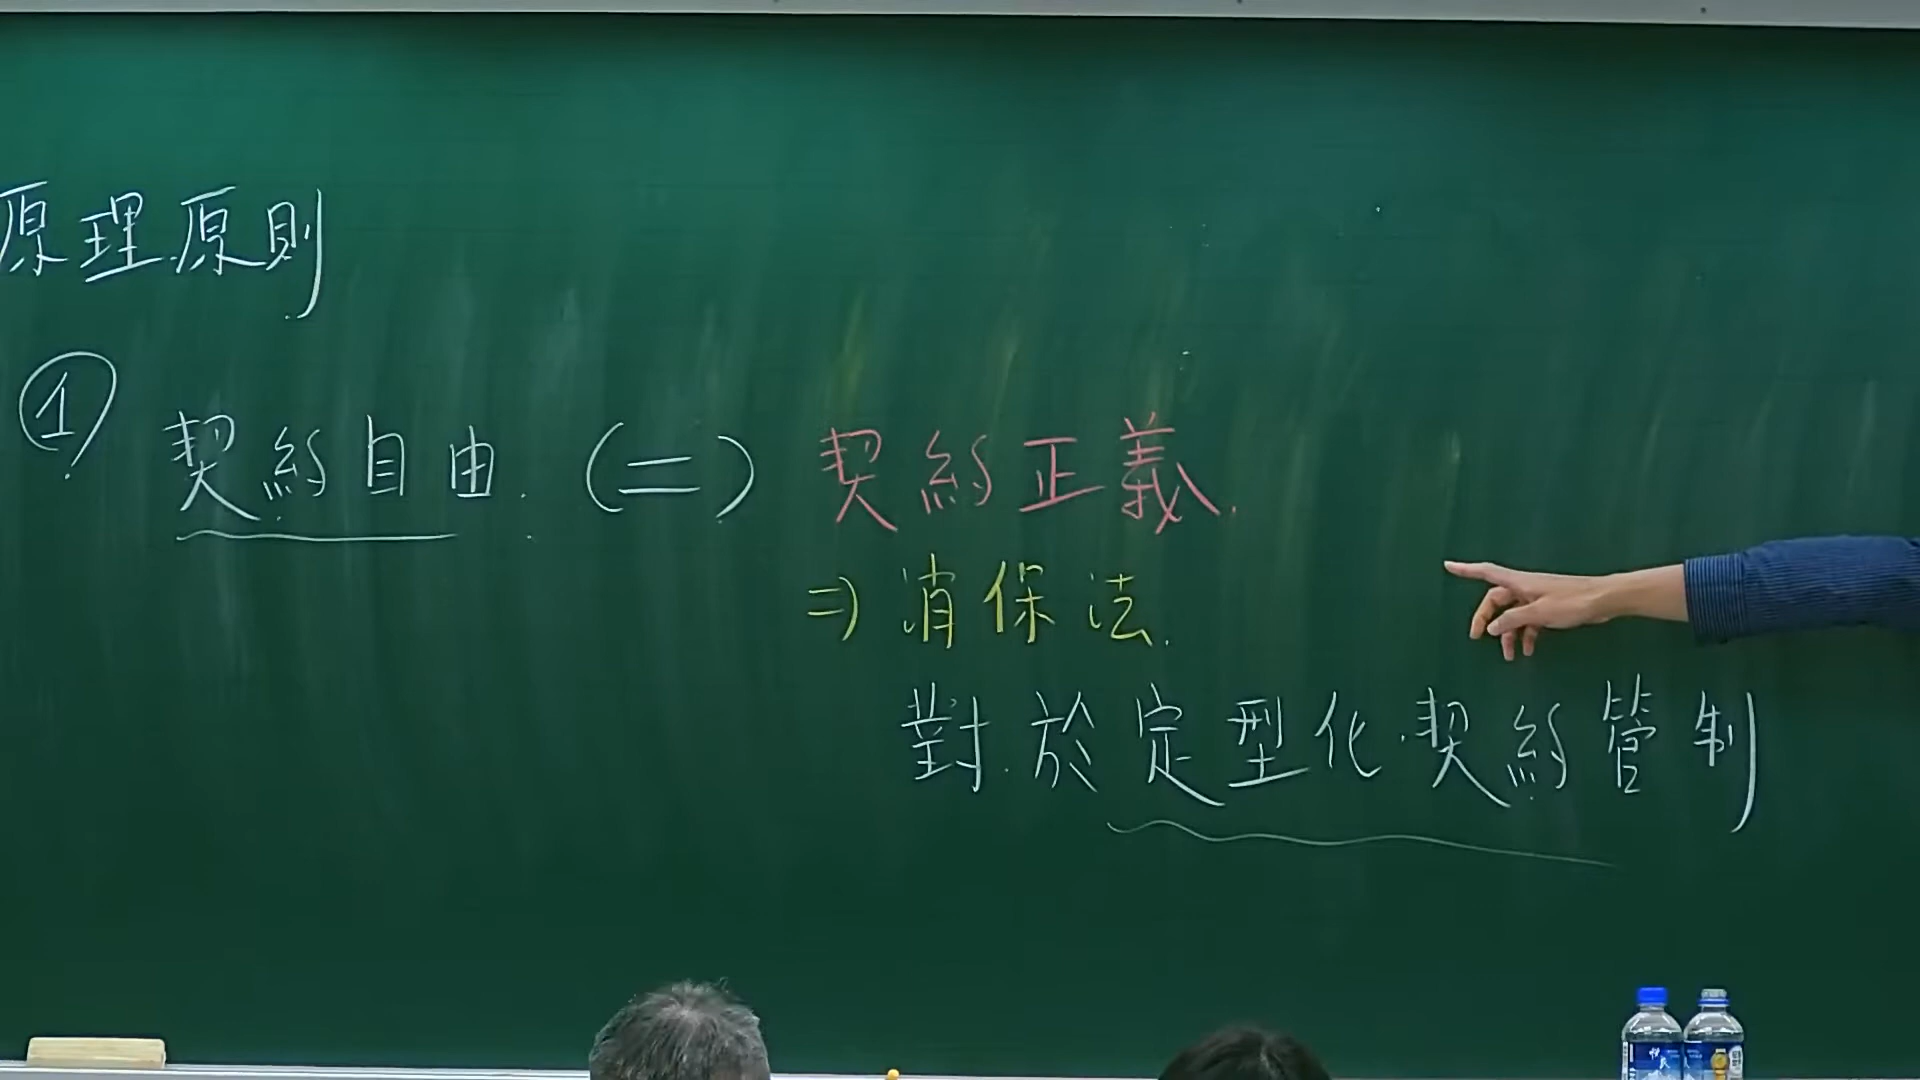 原理原則
① 契約自由 (=) 契約正義
⇒ 消保法
對於定型化契約管制